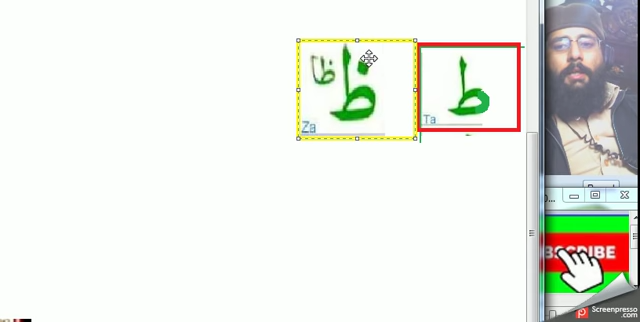 ط
Ta
ظ
ظا
Za
SCRIBE
Screenpresso
.com